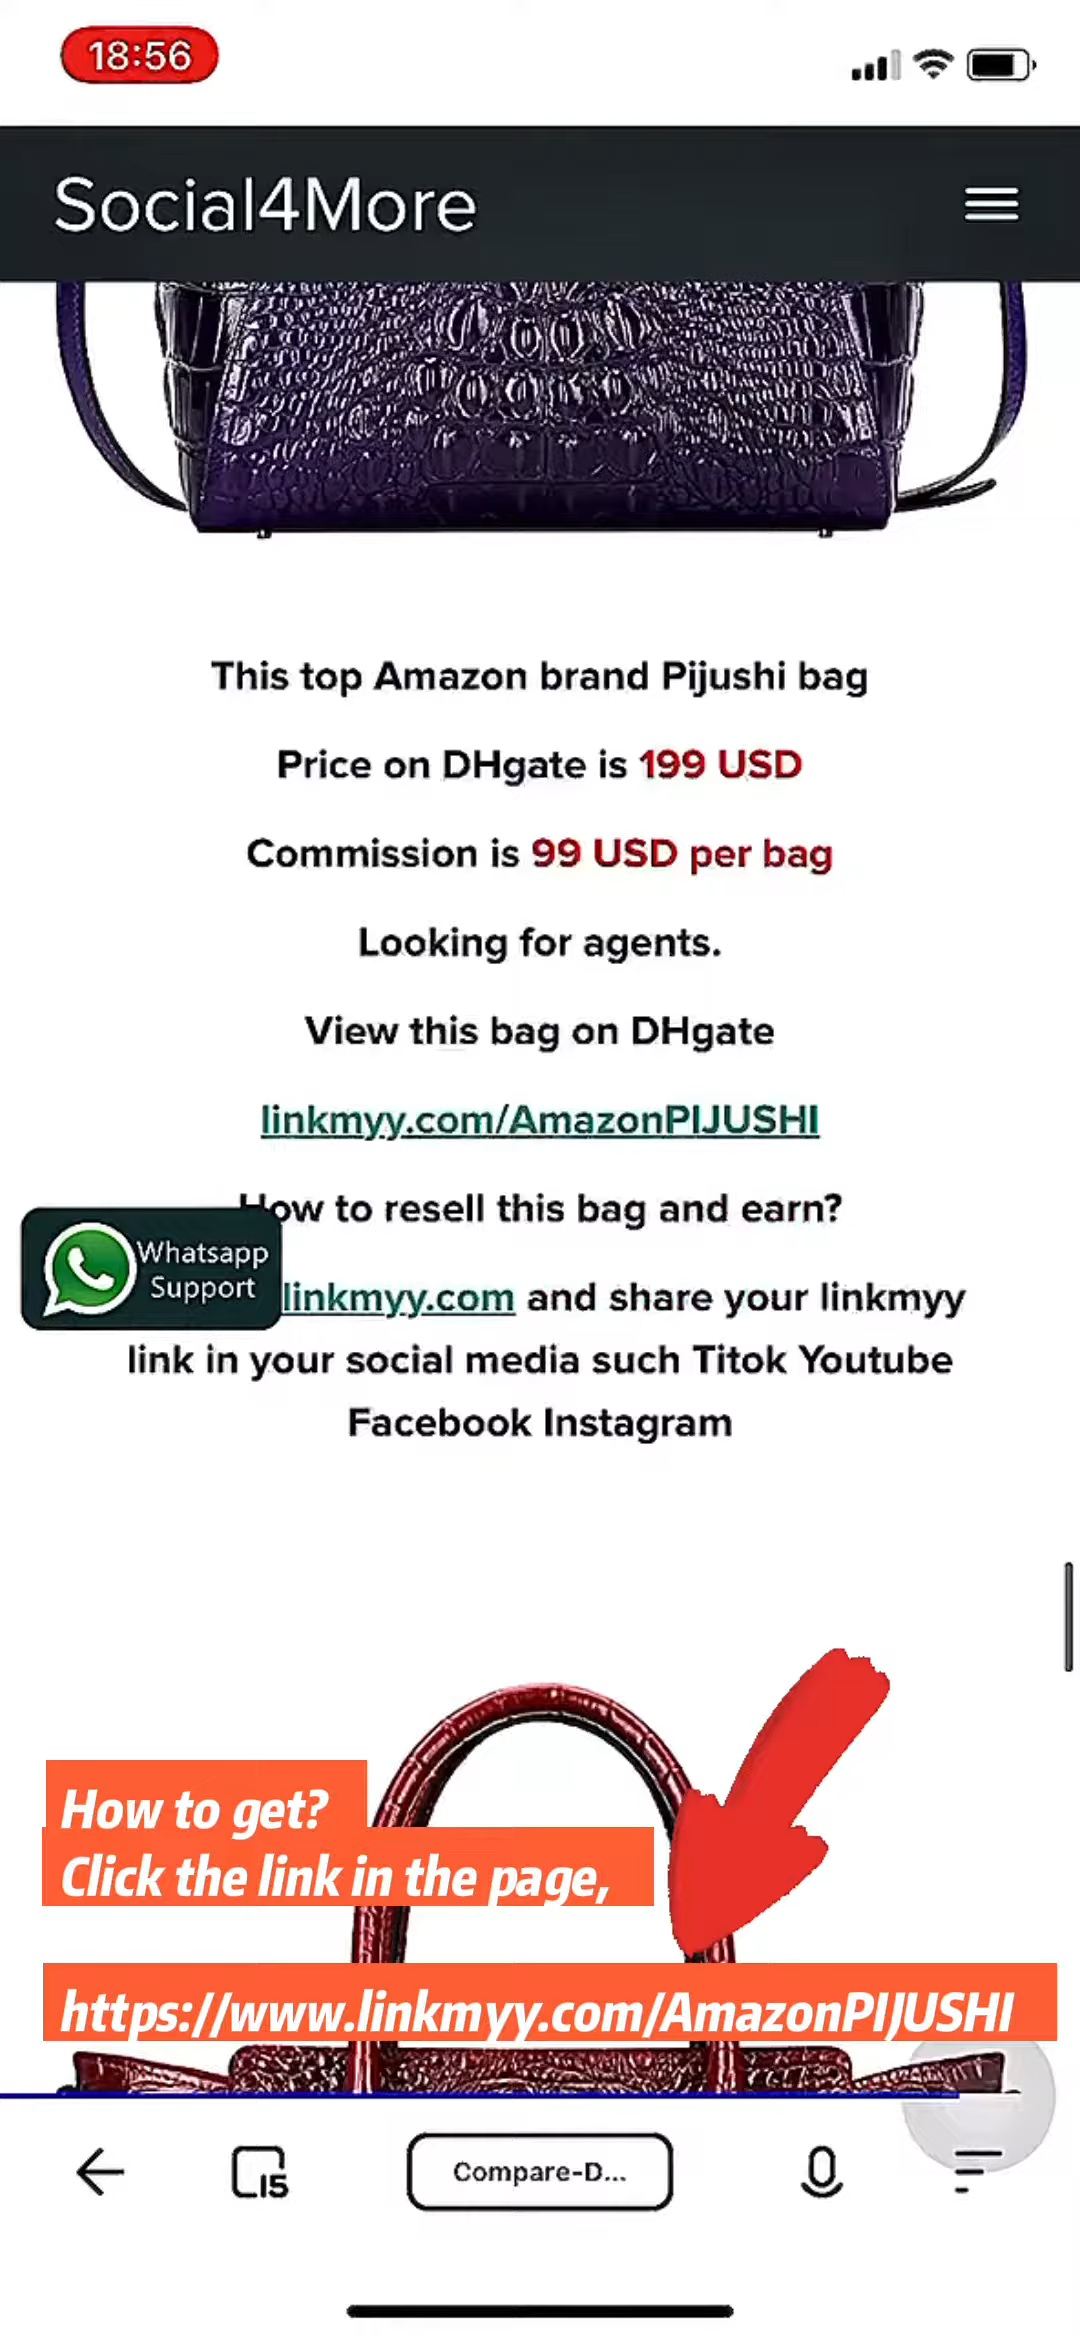 18:56
Social4More
This top Amazon brand Pijushi bag
Price on DHgate is 199 USD
Commission is 99 USD per bag
Looking for agents.
View this bag on DHgate
linkmyy.com/AmazonPIJUSHI
How to resell this bag and earn?
Whatsapp
Support
linkmyy.com and share your linkmyy
link in your social media such Titok Youtube
Facebook Instagram
How to get?
Click the link in the page,
https://www.linkmyy.com/AmazonPIJUSHI
15
Compare-D...